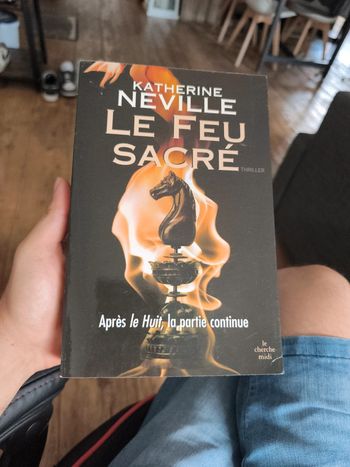 KATHERINE
NEVILLE
LE FEU
SACRÉ
THRILLER
Après le Huit, la partie continue
le
cherche
midi